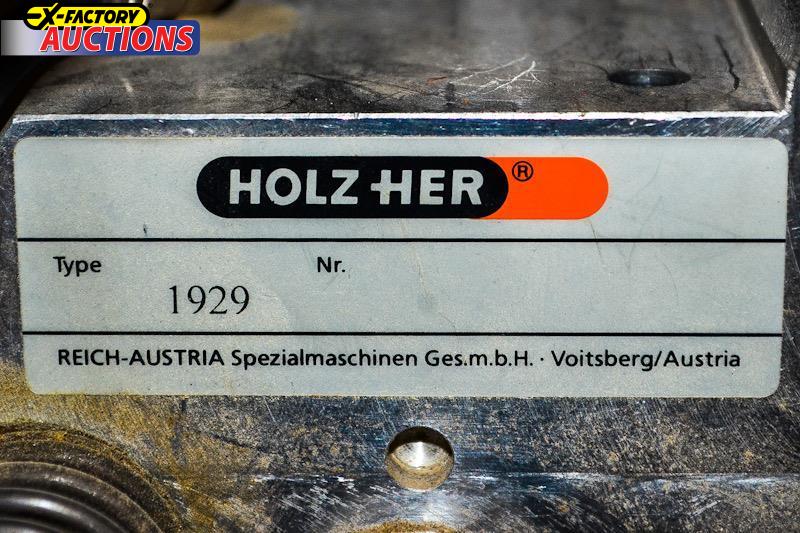 X-FACTORY
AUCTIONS
HOLZ-HER®
Type Nr.
1929
REICH-AUSTRIA Spezialmaschinen Ges.m.b.H. · Voitsberg/Austria